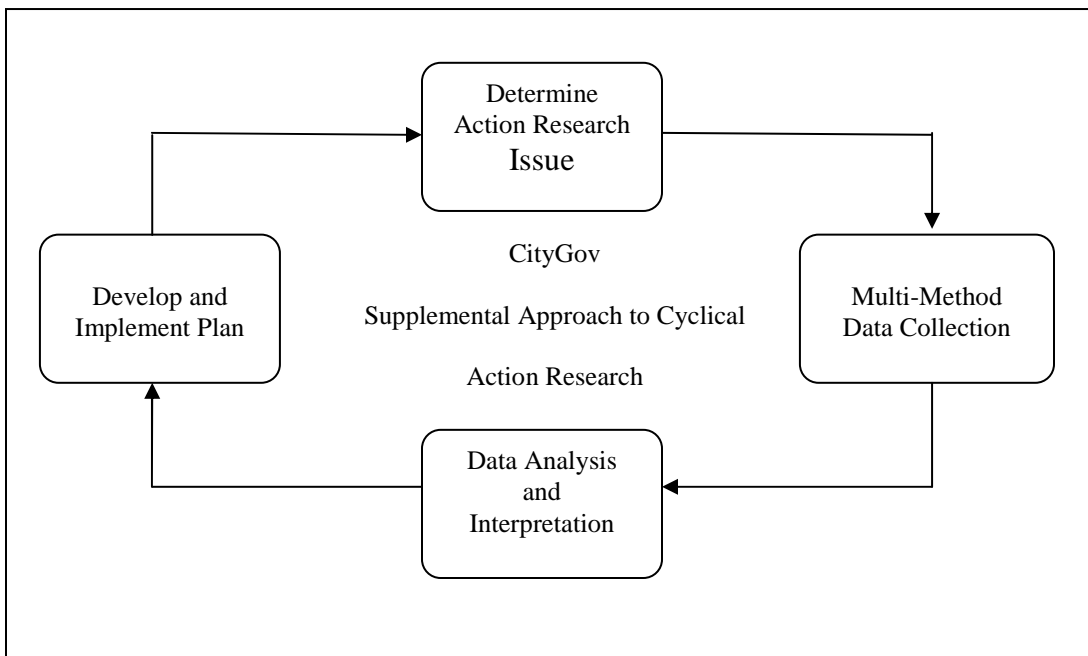 Determine
Action Research
Issue
CityGov
Supplemental Approach to Cyclical
Action Research
Develop and
Implement Plan
Multi-Method
Data Collection
Data Analysis
and
Interpretation